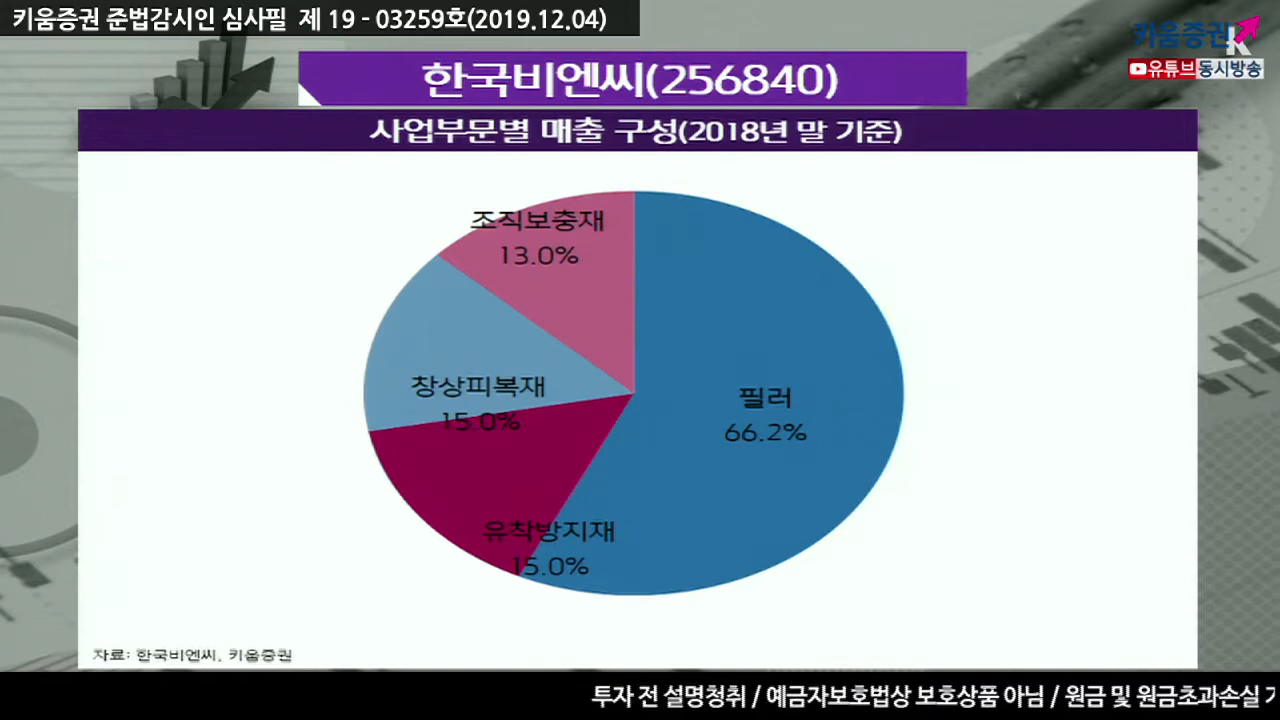 키움증권 준법감시인 심사필 제 19 - 03259호(2019.12.04)
키움증권
유튜브 동시방송
한국비엔씨(256840)
사업부문별 매출 구성(2018년 말 기준)
조직보충재
13.0%
창상피복재
15.0%
필러
66.2%
유착방지재
15.0%
자료: 한국비엔씨, 키움증권
투자 전 설명청취 / 예금자보호법상 보호상품 아님 / 원금 및 원금초과손실